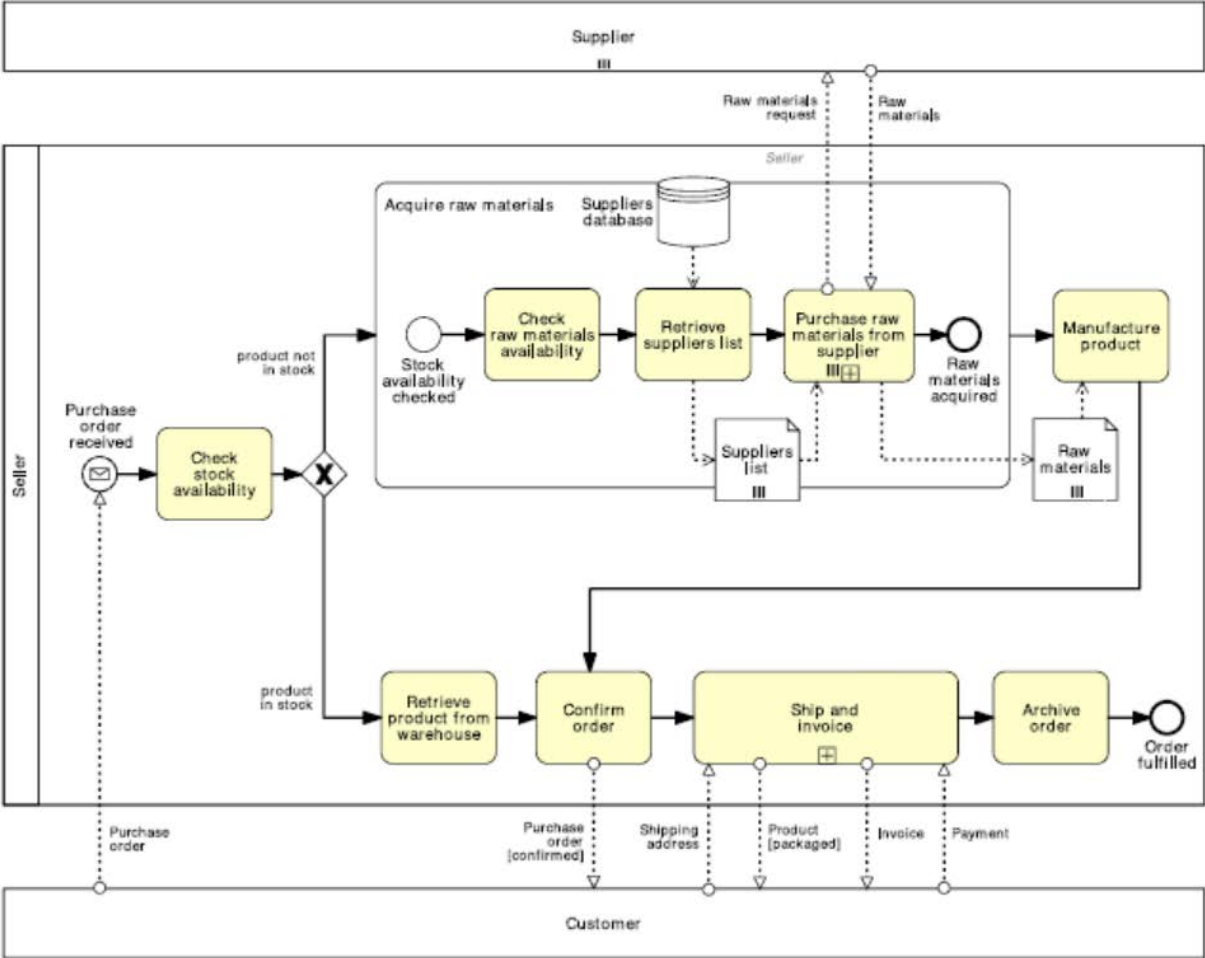 Supplier
Raw materials
request
Raw
materials
Seller
Seller
Acquire raw materials
Suppliers
database
Check
raw materials
availability
Retrieve
suppliers list
Purchase raw
materials from
supplier
Manufacture
product
product not
in stock
Stock
availability
checked
Raw
materials
acquired
Purchase
order
received
Check
stock
availability
X
Suppliers
list
Raw
materials
product
in stock
Retrieve
product from
warehouse
Confirm
order
Ship and
invoice
Archive
order
Order
fulfilled
Purchase
order
Purchase
order
[confirmed]
Shipping
address
Product
[packaged]
Invoice
Payment
Customer